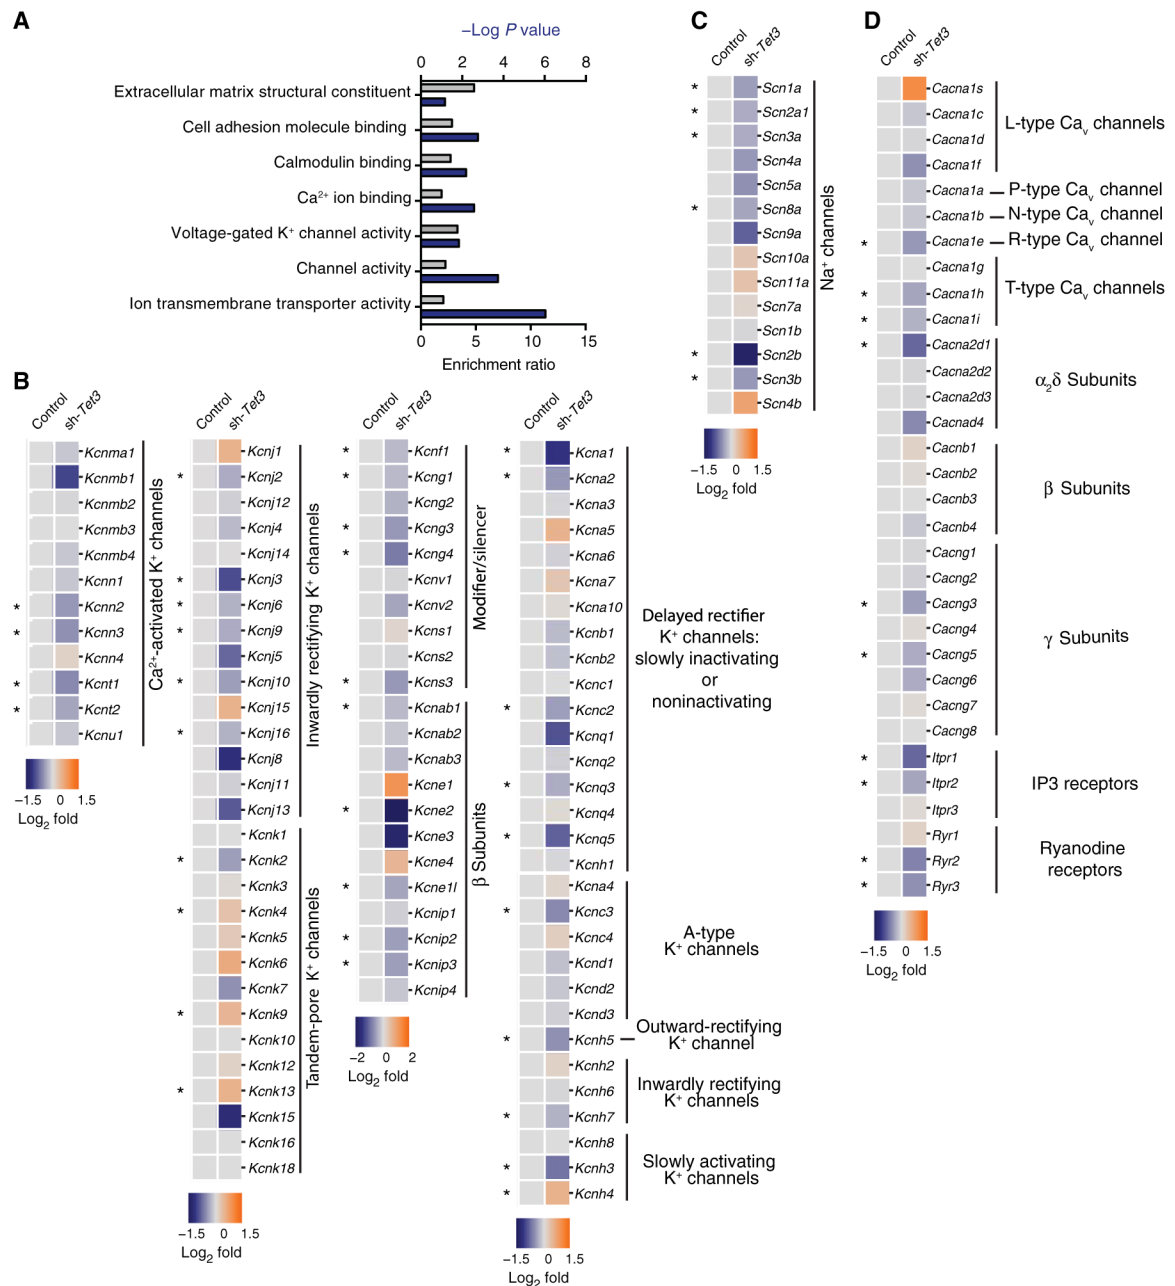 A
–Log P value
0 2 4 6 8
Extracellular matrix structural constituent
Cell adhesion molecule binding
Calmodulin binding
Ca²⁺ ion binding
Voltage-gated K⁺ channel activity
Channel activity
Ion transmembrane transporter activity
0 5 10 15
Enrichment ratio
B
Control
sh-Tet3
* * * *
Kcnma1
Kcnmb1
Kcnmb2
Kcnmb3
Kcnmb4
Kcnn1
Kcnn2
Kcnn3
Kcnn4
Kcnt1
Kcnt2
Kcnu1
Ca²⁺-activated K⁺ channels
−1.5 0 1.5
Log₂ fold
Control
sh-Tet3
* * * * * * * * * *
Kcnj1
Kcnj2
Kcnj12
Kcnj4
Kcnj14
Kcnj3
Kcnj6
Kcnj9
Kcnj5
Kcnj10
Kcnj15
Kcnj16
Kcnj8
Kcnj11
Kcnj13
Inwardly rectifying K⁺ channels
Kcnk1
Kcnk2
Kcnk3
Kcnk4
Kcnk5
Kcnk6
Kcnk7
Kcnk9
Kcnk10
Kcnk12
Kcnk13
Kcnk15
Kcnk16
Kcnk18
Tandem-pore K⁺ channels
−1.5 0 1.5
Log₂ fold
Control
sh-Tet3
* * * * * * * * * *
Kcnf1
Kcng1
Kcng2
Kcng3
Kcng4
Kcnv1
Kcnv2
Kcns1
Kcns2
Kcns3
Modifier/silencer
Kcnab1
Kcnab2
Kcnab3
Kcne1
Kcne2
Kcne3
Kcne4
Kcne1l
Kcnip1
Kcnip2
Kcnip3
Kcnip4
β Subunits
−2 0 2
Log₂ fold
Control
sh-Tet3
* * * * * * * * * *
Kcna1
Kcna2
Kcna3
Kcna5
Kcna6
Kcna7
Kcna10
Kcnb1
Kcnb2
Kcnc1
Kcnc2
Kcnq1
Kcnq2
Kcnq3
Kcnq4
Kcnq5
Kcnh1
Delayed rectifier
K⁺ channels:
slowly inactivating
or
noninactivating
Kcna4
Kcnc3
Kcnc4
Kcnd1
Kcnd2
Kcnd3
A-type
K⁺ channels
Kcnh5
Outward-rectifying
K⁺ channel
Kcnh2
Kcnh6
Kcnh7
Inwardly rectifying
K⁺ channels
Kcnh8
Kcnh3
Kcnh4
Slowly activating
K⁺ channels
−1.5 0 1.5
Log₂ fold
C
Control
sh-Tet3
* * * * * *
Scn1a
Scn2a1
Scn3a
Scn4a
Scn5a
Scn8a
Scn9a
Scn10a
Scn11a
Scn7a
Scn1b
Scn2b
Scn3b
Scn4b
Na⁺ channels
−1.5 0 1.5
Log₂ fold
D
Control
sh-Tet3
* * * * * * * * * *
Cacna1s
Cacna1c
Cacna1d
Cacna1f
L-type Caᵥ channels
Cacna1a
P-type Caᵥ channel
Cacna1b
N-type Caᵥ channel
Cacna1e
R-type Caᵥ channel
Cacna1g
Cacna1h
Cacna1i
T-type Caᵥ channels
Cacna2d1
Cacna2d2
Cacna2d3
Cacnad4
α₂δ Subunits
Cacnb1
Cacnb2
Cacnb3
Cacnb4
β Subunits
Cacng1
Cacng2
Cacng3
Cacng4
Cacng5
Cacng6
Cacng7
Cacng8
γ Subunits
Itpr1
Itpr2
Itpr3
IP3 receptors
Ryr1
Ryr2
Ryr3
Ryanodine
receptors
−1.5 0 1.5
Log₂ fold